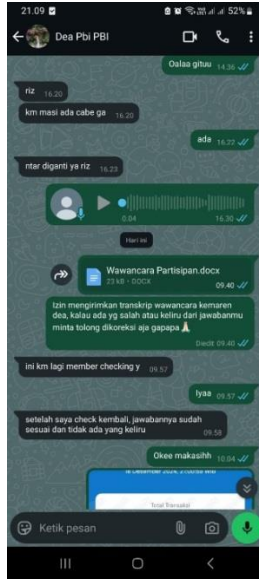 21.09
52%
Dea Pbi PBI
Oalaa gituu 14.36
riz 16.20
km masi ada cabe ga 16.20
ada 16.22
ntar diganti ya riz 16.23
0.04 16.30
Hari ini
Wawancara Partisipan.docx
23 kB • DOCX 09.40
Izin mengirimkan transkrip wawancara kemaren
dea, kalau ada yg salah atau keliru dari jawabanmu
minta tolong dikoreksi aja gapapa🙏
Diedit 09.40
ini km lagi member checking y 09.57
Iyaa 09.57
setelah saya check kembali, jawabannya sudah
sesuai dan tidak ada yang keliru
09.58
Okee makasihh 10.04
Total Transaksi
Ketik pesan